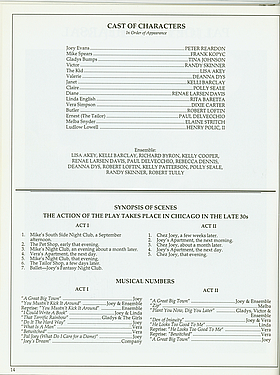 CAST OF CHARACTERS
In Order of Appearance
Joey Evans PETER REARDON
Mike Spears FRANK KOPYC
Gladys Bumps TINA JOHNSON
Victor RANDY SKINNER
The Kid LISA AKEY
Valerie DEANNA DYS
Janet KELLI BARCLAY
Claire POLLY SEALE
Diana RENAE LARSEN DAVIS
Linda English RITA BARETTA
Vera Simpson DIXIE CARTER
Butler ROBERT LOFTIN
Ernest (The Tailor) PAUL DELVECCHIO
Melba Snyder ELAINE STRITCH
Ludlow Lowell HENRY POLIC, II
Ensemble:
LISA AKEY, KELLI BARCLAY, RICHARD BYRON, KELLY COOPER,
RENAE LARSEN DAVIS, PAUL DELVECCHIO, REBECCA DENNIS,
DEANNA DYS, ROBERT LOFTIN, KELLY PATTERSON, POLLY SEALE,
RANDY SKINNER, ROBERT TULLY
SYNOPSIS OF SCENES
THE ACTION OF THE PLAY TAKES PLACE IN CHICAGO IN THE LATE 30s
ACT I
1. Mike's South Side Night Club, a September
afternoon.
2. The Pet Shop, early that evening.
3. Mike's Night Club, an evening about a month later.
4. Vera's Apartment, the next day.
5. Mike's Night Club, that evening.
6. The Tailor Shop, a few days later.
7. Ballet—Joey's Fantasy Night Club.
ACT II
1. Chez Joey, a few weeks later.
2. Joey's Apartment, the next morning.
3. Chez Joey, about a month later.
4. Joey's Apartment, the next day.
5. Chez Joey, that evening.
MUSICAL NUMBERS
ACT I
"A Great Big Town" Joey
"You Mustn't Kick It Around" Joey & Ensemble
Reprise: "You Mustn't Kick It Around" Ensemble
"I Could Write A Book" Joey & Linda
"That Terrific Rainbow" Gladys & The Girls
"Do It The Hard Way" Joey
"What Is A Man" Vera
"Bewitched" Vera
"Pal Joey (What Do I Care for a Dame)" Joey
"Joey's Dream" Company
ACT II
"A Great Big Town" Joey & Ensemble
"Zip" Melba
"Plant You Now, Dig You Later" Gladys, Victor &
Ensemble
"Den of Iniquity" Joey & Vera
"He Looks Too Good To Me" Linda
Reprise: "He Looks Too Good To Me" Vera
"Bewitched" Vera
"A Great Big Town" Joey & Ensemble
14